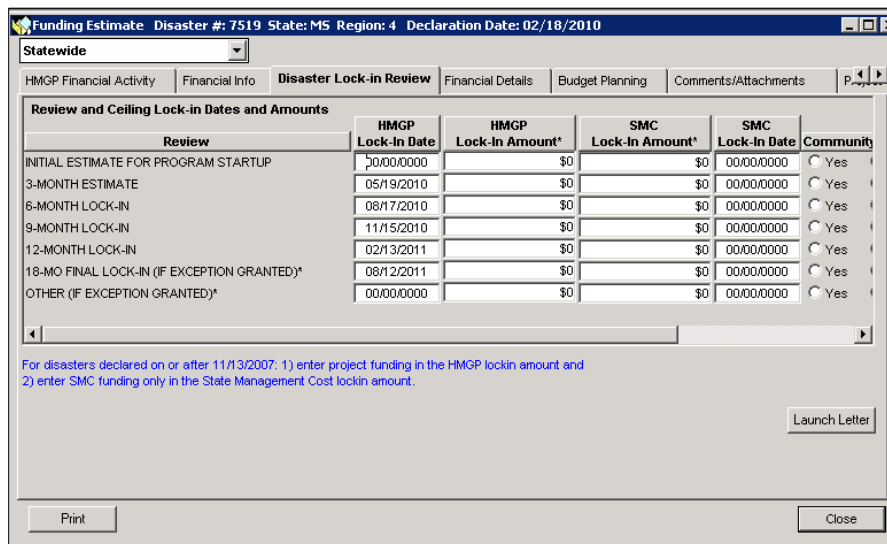 Funding Estimate Disaster #: 7519 State: MS Region: 4 Declaration Date: 02/18/2010
Statewide
HMGP Financial Activity Financial Info Disaster Lock-in Review Financial Details Budget Planning Comments/Attachments
Review and Ceiling Lock-in Dates and Amounts
Review HMGP Lock-in Date HMGP Lock-In Amount* SMC Lock-In Amount* SMC Lock-In Date Community
INITIAL ESTIMATE FOR PROGRAM STARTUP 00/00/0000 $0 $0 00/00/0000 Yes
3-MONTH ESTIMATE 05/19/2010 $0 $0 00/00/0000 Yes
6-MONTH LOCK-IN 08/17/2010 $0 $0 00/00/0000 Yes
9-MONTH LOCK-IN 11/15/2010 $0 $0 00/00/0000 Yes
12-MONTH LOCK-IN 02/13/2011 $0 $0 00/00/0000 Yes
18-MO FINAL LOCK-IN (IF EXCEPTION GRANTED)* 08/12/2011 $0 $0 00/00/0000 Yes
OTHER (IF EXCEPTION GRANTED)* 00/00/0000 $0 $0 00/00/0000 Yes
For disasters declared on or after 11/13/2007: 1) enter project funding in the HMGP lockin amount and
2) enter SMC funding only in the State Management Cost lockin amount.
Launch Letter
Print Close